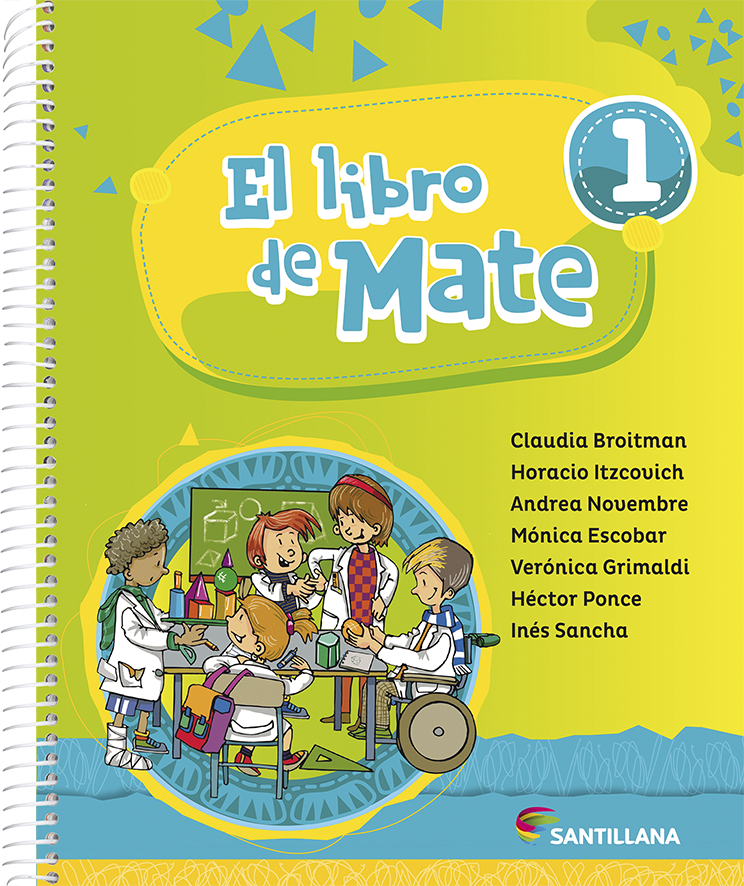 El libro
de Mate
1
Claudia Broitman
Horacio Itzcovich
Andrea Novembre
Mónica Escobar
Verónica Grimaldi
Héctor Ponce
Inés Sancha
SANTILLANA